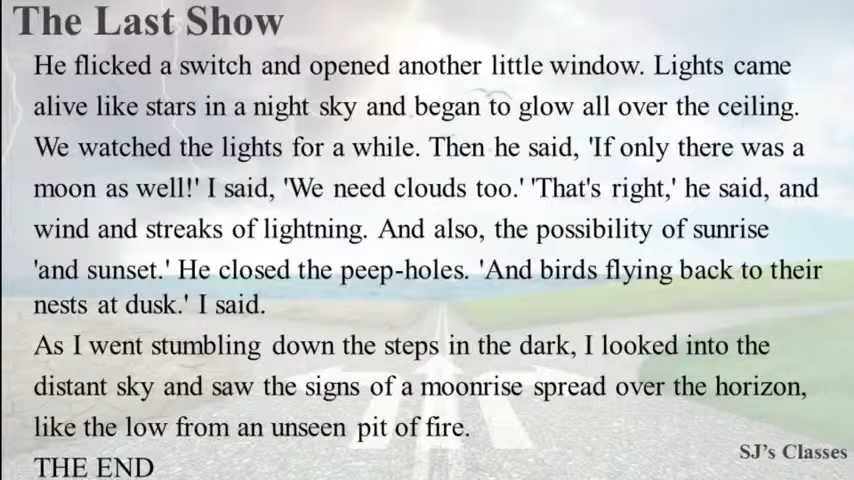 The Last Show
He flicked a switch and opened another little window. Lights came
alive like stars in a night sky and began to glow all over the ceiling.
We watched the lights for a while. Then he said, 'If only there was a
moon as well!' I said, 'We need clouds too.' 'That's right,' he said, and
wind and streaks of lightning. And also, the possibility of sunrise
'and sunset.' He closed the peep-holes. 'And birds flying back to their
nests at dusk.' I said.
As I went stumbling down the steps in the dark, I looked into the
distant sky and saw the signs of a moonrise spread over the horizon,
like the low from an unseen pit of fire.
SJ's Classes
THE END